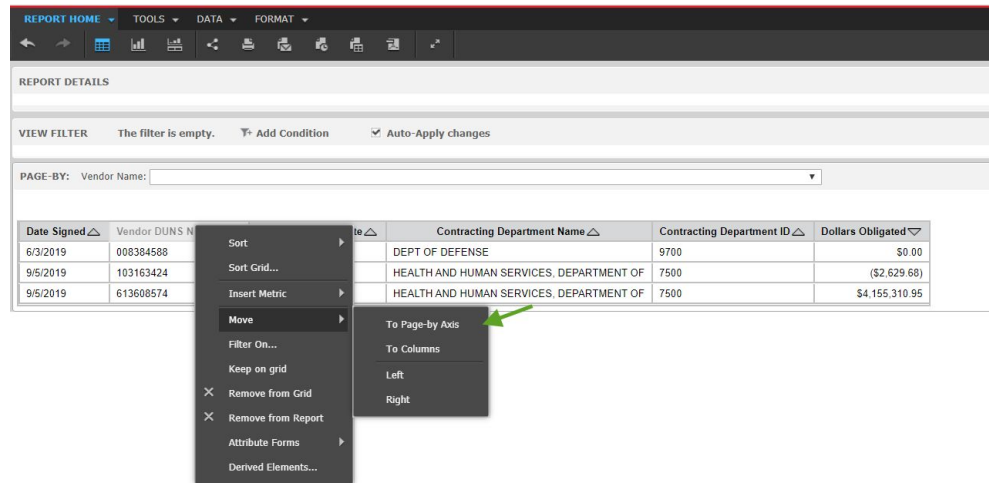 REPORT HOME TOOLS DATA FORMAT
REPORT DETAILS
VIEW FILTER The filter is empty. Add Condition Auto-Apply changes
PAGE-BY: Vendor Name:
Date Signed Vendor DUNS N te Contracting Department Name Contracting Department ID Dollars Obligated
6/3/2019 008384588 DEPT OF DEFENSE 9700 $0.00
9/5/2019 103163424 HEALTH AND HUMAN SERVICES, DEPARTMENT OF 7500 ($2,629.68)
9/5/2019 613608574 HEALTH AND HUMAN SERVICES, DEPARTMENT OF 7500 $4,155,310.95
Sort
Sort Grid...
Insert Metric
Move
Filter On...
Keep on grid
Remove from Grid
Remove from Report
Attribute Forms
Derived Elements...
To Page-by Axis
To Columns
Left
Right